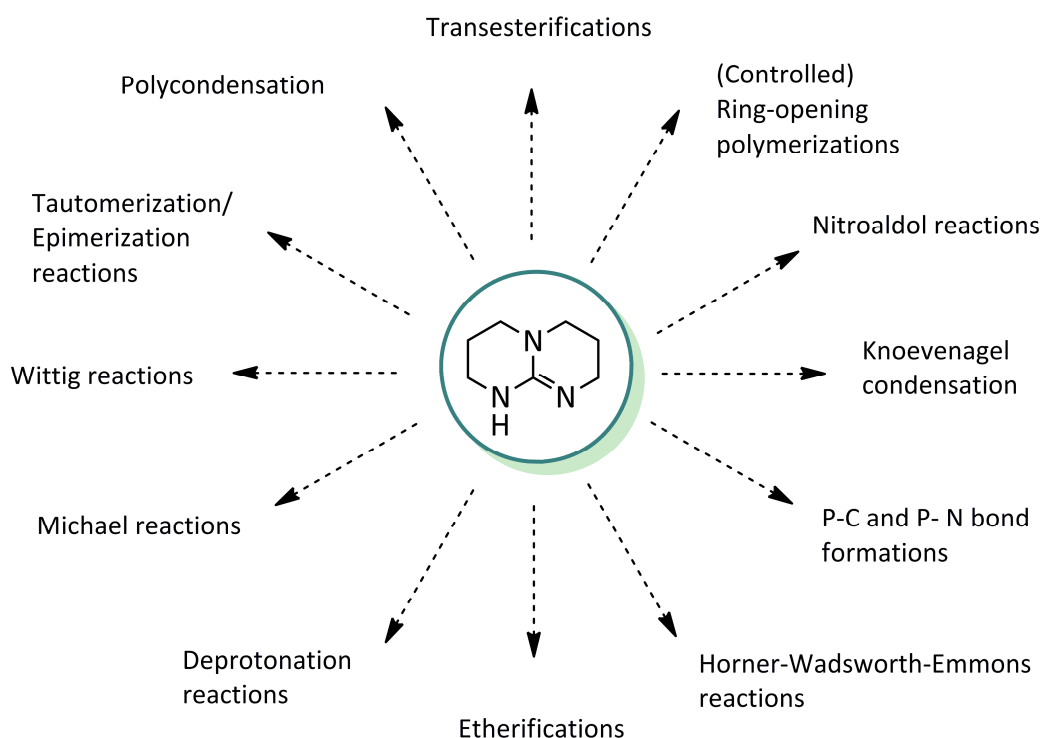 Transesterifications
Polycondensation
(Controlled)
Ring-opening
polymerizations
Tautomerization/
Epimerization
reactions
Nitroaldol reactions
N
N
N
H
Wittig reactions
Knoevenagel
condensation
Michael reactions
P-C and P- N bond
formations
Deprotonation
reactions
Horner-Wadsworth-Emmons
reactions
Etherifications